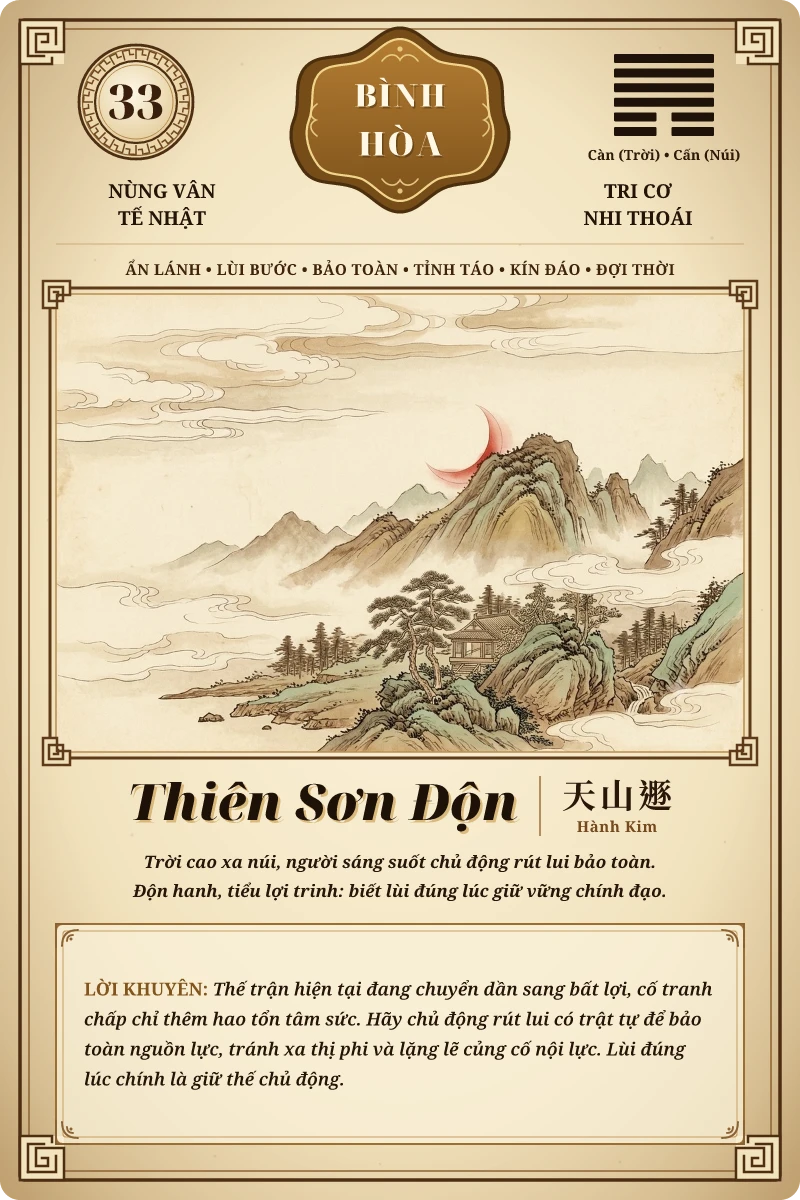 33
BÌNH
HÒA
Càn (Trời) • Cấn (Núi)
NÙNG VÂN
TẾ NHẬT
TRI CƠ
NHI THOÁI
ẨN LÁNH • LÙI BƯỚC • BẢO TOÀN • TỈNH TÁO • KÍN ĐÁO • ĐỢI THỜI
Thiên Sơn Độn
天山遯
Hành Kim
Trời cao xa núi, người sáng suốt chủ động rút lui bảo toàn.
Độn hanh, tiểu lợi trinh: biết lùi đúng lúc giữ vững chính đạo.
LỜI KHUYÊN: Thế trận hiện tại đang chuyển dần sang bất lợi, cố tranh
chấp chỉ thêm hao tổn tâm sức. Hãy chủ động rút lui có trật tự để bảo
toàn nguồn lực, tránh xa thị phi và lặng lẽ củng cố nội lực. Lùi đúng
lúc chính là giữ thế chủ động.